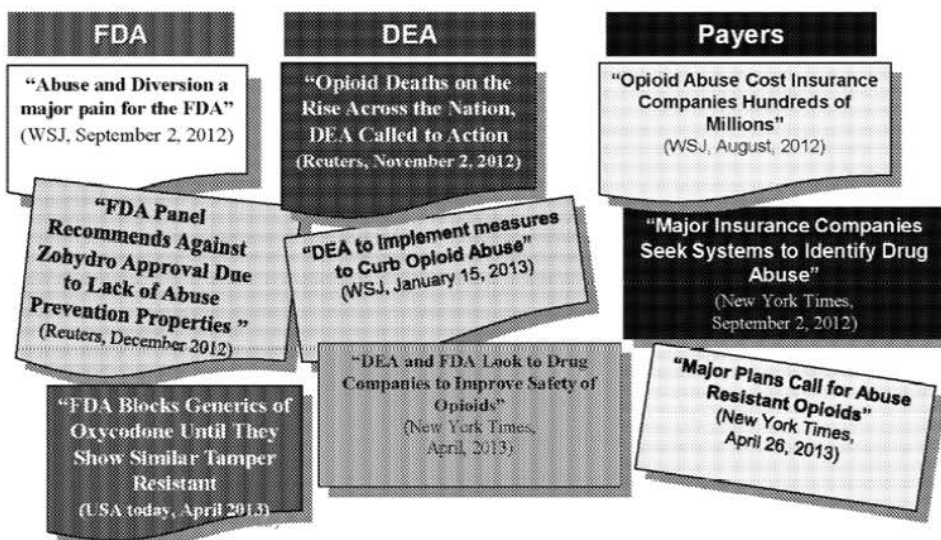 FDA
“Abuse and Diversion a
major pain for the FDA”
(WSJ, September 2, 2012)
“FDA Panel
Recommends Against
Zohydro Approval Due
to Lack of Abuse
Prevention Properties ”
(Reuters, December 2012)
“FDA Blocks Generics of
Oxycodone Until They
Show Similar Tamper
Resistant
(USA today, April 2013)
DEA
“Opioid Deaths on the
Rise Across the Nation,
DEA Called to Action
(Reuters, November 2, 2012)
“DEA to implement measures
to Curb Opioid Abuse”
(WSJ, January 15, 2013)
“DEA and FDA Look to Drug
Companies to Improve Safety of
Opioids”
(New York Times,
April, 2013)
Payers
“Opioid Abuse Cost Insurance
Companies Hundreds of
Millions”
(WSJ, August, 2012)
“Major Insurance Companies
Seek Systems to Identify Drug
Abuse”
(New York Times,
September 2, 2012)
“Major Plans Call for Abuse
Resistant Opioids”
(New York Times,
April 26, 2013)